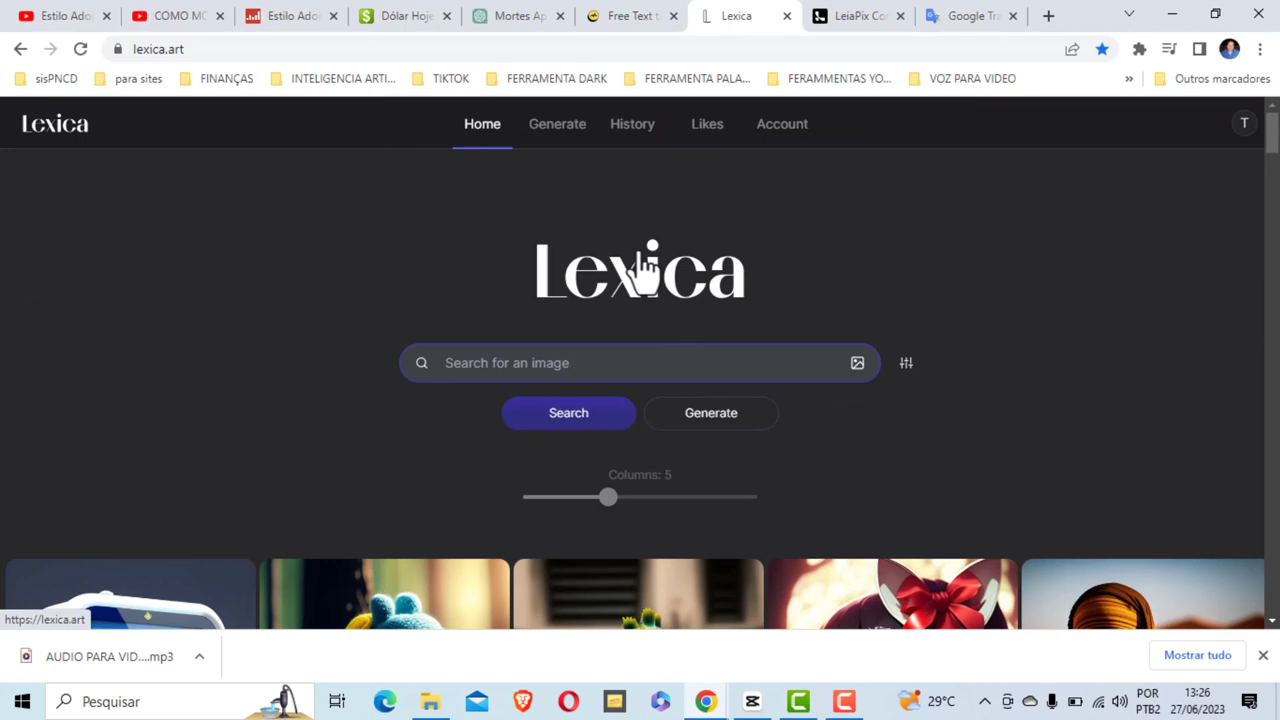 Estilo Ado
COMO MO
Estilo Ado
Dólar Hoje
Mortes Ap
Free Text t
Lexica
LeiaPix Co
Google Tra
lexica.art
sisPNCD
para sites
FINANÇAS
INTELIGENCIA ARTI...
TIKTOK
FERRAMENTA DARK
FERRAMENTA PALA...
FERAMMENTAS YO...
VOZ PARA VIDEO
»
Outros marcadores
Lexica
Home
Generate
History
Likes
Account
T
Lexica
Search for an image
Search
Generate
Columns: 5
https://lexica.art
AUDIO PARA VID....mp3
Mostrar tudo
Pesquisar
29°C
POR
PTB2
13:26
27/06/2023